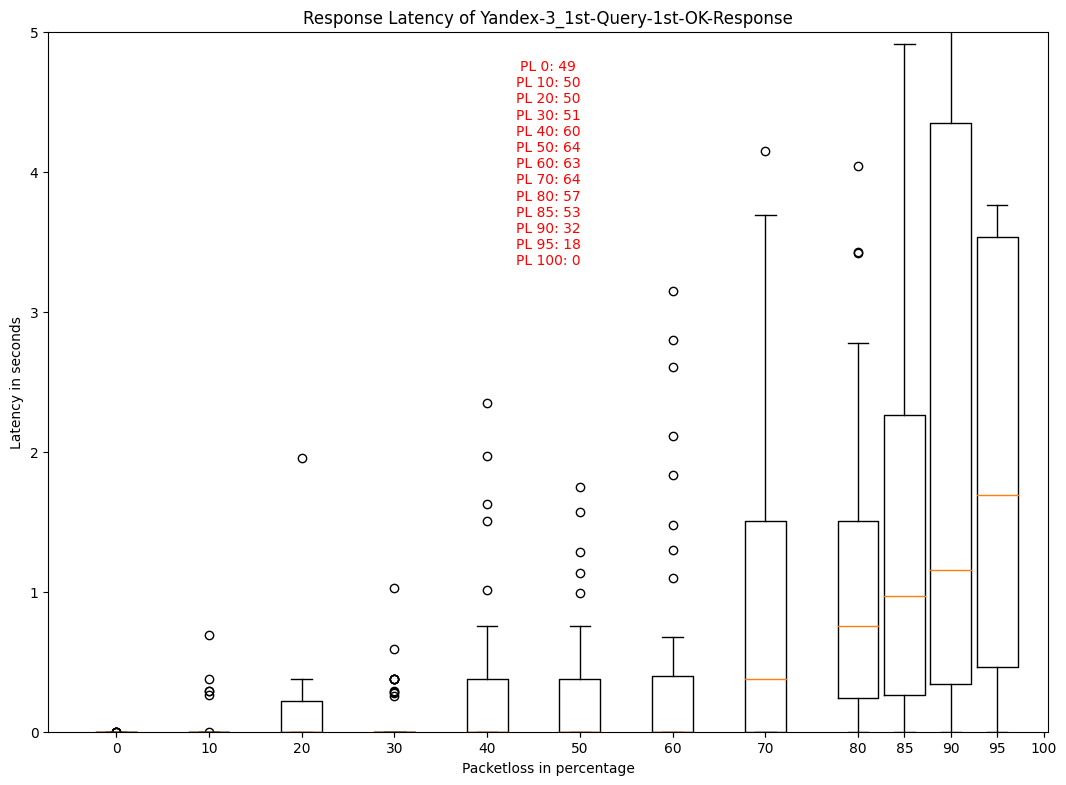 Response Latency of Yandex-3_1st-Query-1st-OK-Response
5
4
3
2
1
0
Latency in seconds
PL 0: 49
PL 10: 50
PL 20: 50
PL 30: 51
PL 40: 60
PL 50: 64
PL 60: 63
PL 70: 64
PL 80: 57
PL 85: 53
PL 90: 32
PL 95: 18
PL 100: 0
0 10 20 30 40 50 60 70 80 85 90 95 100
Packetloss in percentage